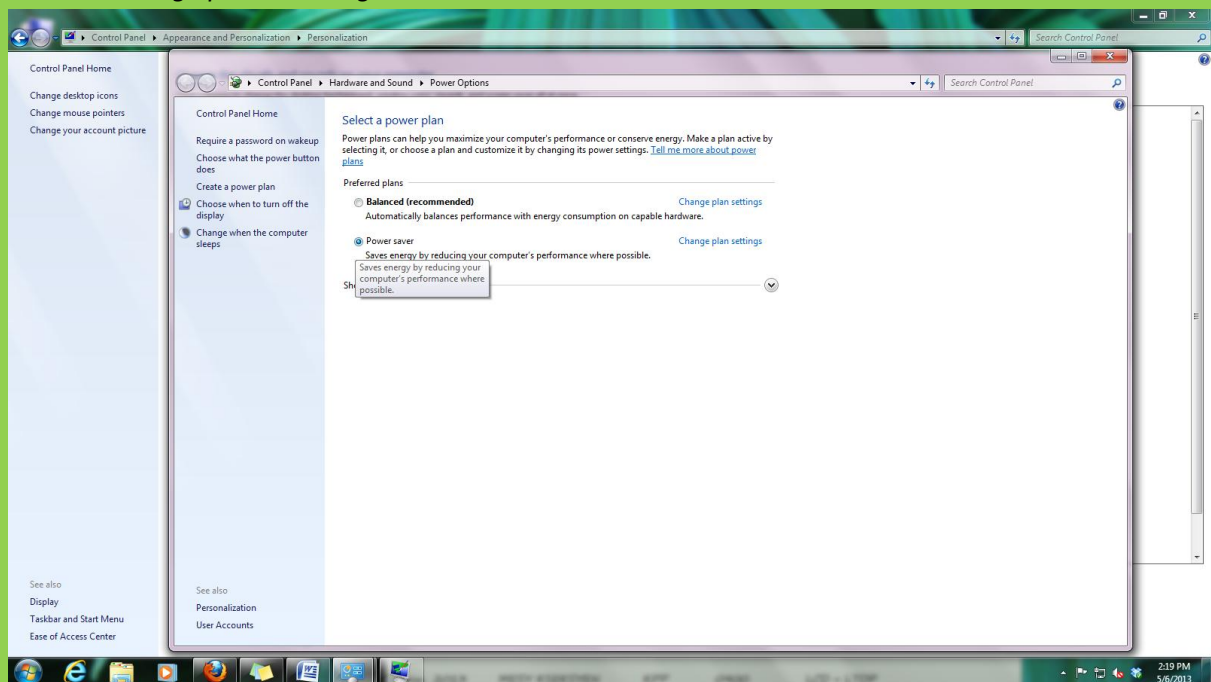 Control Panel ▸ Appearance and Personalization ▸ Personalization
Search Control Panel
Control Panel Home
Change desktop icons
Change mouse pointers
Change your account picture
See also
Display
Taskbar and Start Menu
Ease of Access Center
Control Panel ▸ Hardware and Sound ▸ Power Options
Search Control Panel
Control Panel Home
Require a password on wakeup
Choose what the power button
does
Create a power plan
Choose when to turn off the
display
Change when the computer
sleeps
See also
Personalization
User Accounts
Select a power plan
Power plans can help you maximize your computer's performance or conserve energy. Make a plan active by
selecting it, or choose a plan and customize it by changing its power settings. Tell me more about power
plans
Preferred plans
Balanced (recommended) Change plan settings
Automatically balances performance with energy consumption on capable hardware.
Power saver Change plan settings
Saves energy by reducing your computer's performance where possible.
Saves energy by reducing your
computer's performance where
possible.
2:19 PM
5/6/2013